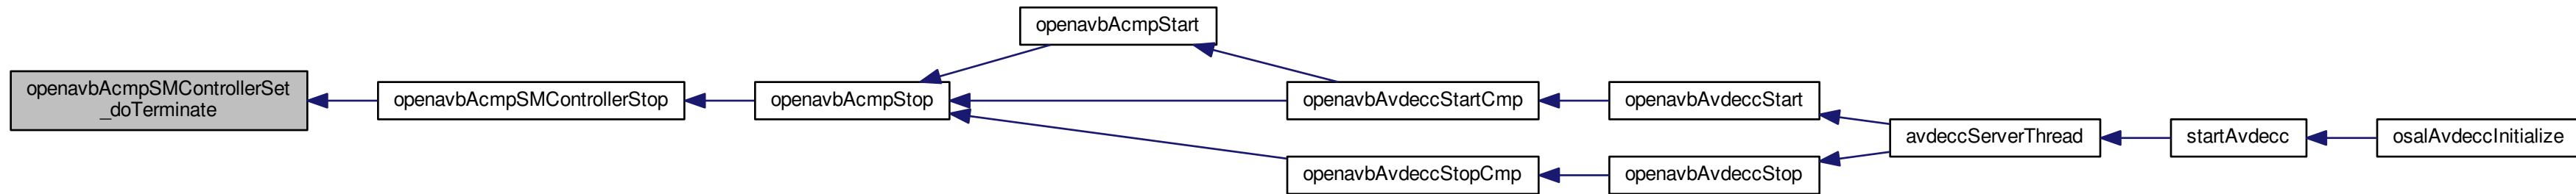 openavbAcmpSMControllerSet
_doTerminate
openavbAcmpSMControllerStop
openavbAcmpStop
openavbAcmpStart
openavbAvdeccStartCmp
openavbAvdeccStopCmp
openavbAvdeccStart
openavbAvdeccStop
avdeccServerThread
startAvdecc
osalAvdeccInitialize